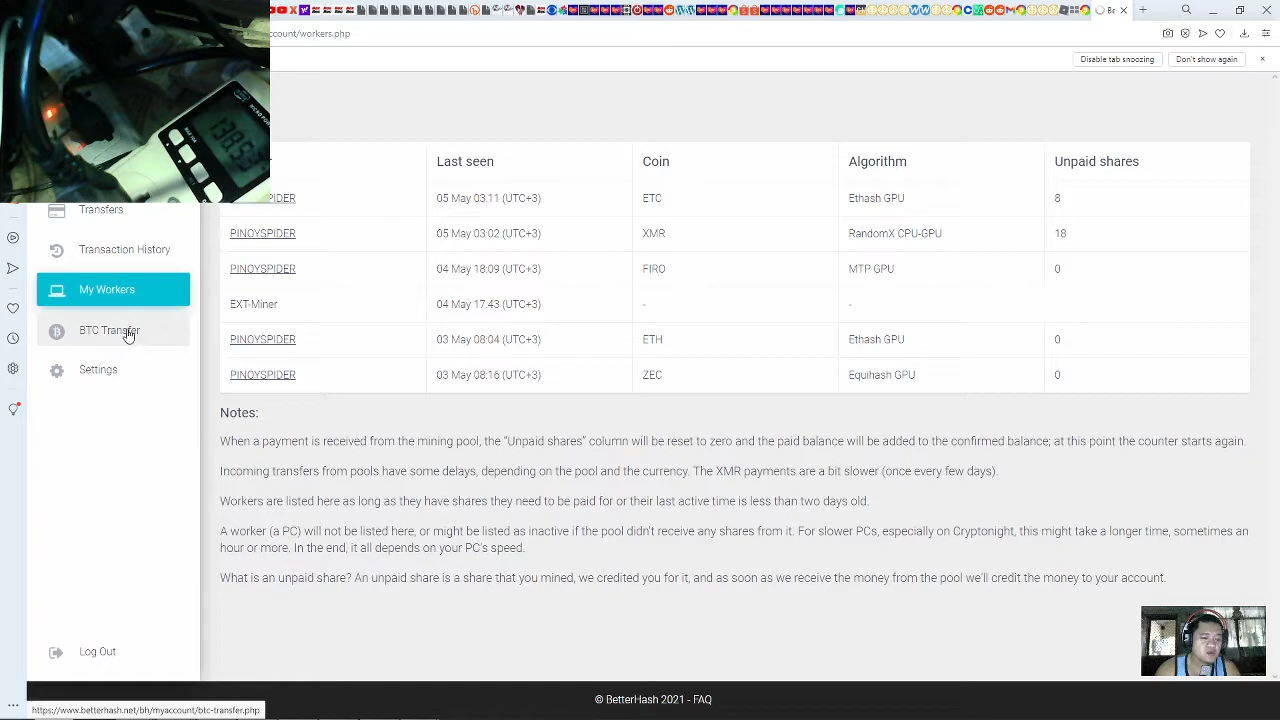 ccount/workers.php
Disable tab snoozing
Don't show again
138.5
Last seen
Coin
Algorithm
Unpaid shares
SPIDER
05 May 03:11 (UTC+3)
ETC
Ethash GPU
8
Transfers
PINOYSPIDER
05 May 03:02 (UTC+3)
XMR
RandomX CPU-GPU
18
Transaction History
PINOYSPIDER
04 May 18:09 (UTC+3)
FIRO
MTP GPU
0
My Workers
EXT-Miner
04 May 17:43 (UTC+3)
-
-
BTC Transfer
PINOYSPIDER
03 May 08:04 (UTC+3)
ETH
Ethash GPU
0
Settings
PINOYSPIDER
03 May 08:16 (UTC+3)
ZEC
Equihash GPU
0
Notes:
When a payment is received from the mining pool, the “Unpaid shares” column will be reset to zero and the paid balance will be added to the confirmed balance; at this point the counter starts again.
Incoming transfers from pools have some delays, depending on the pool and the currency. The XMR payments are a bit slower (once every few days).
Workers are listed here as long as they have shares they need to be paid for or their last active time is less than two days old.
A worker (a PC) will not be listed here, or might be listed as inactive if the pool didn't receive any shares from it. For slower PCs, especially on Cryptonight, this might take a longer time, sometimes an
hour or more. In the end, it all depends on your PC's speed.
What is an unpaid share? An unpaid share is a share that you mined, we credited you for it, and as soon as we receive the money from the pool we'll credit the money to your account.
Log Out
© BetterHash 2021 - FAQ
https://www.betterhash.net/bh/myaccount/btc-transfer.php